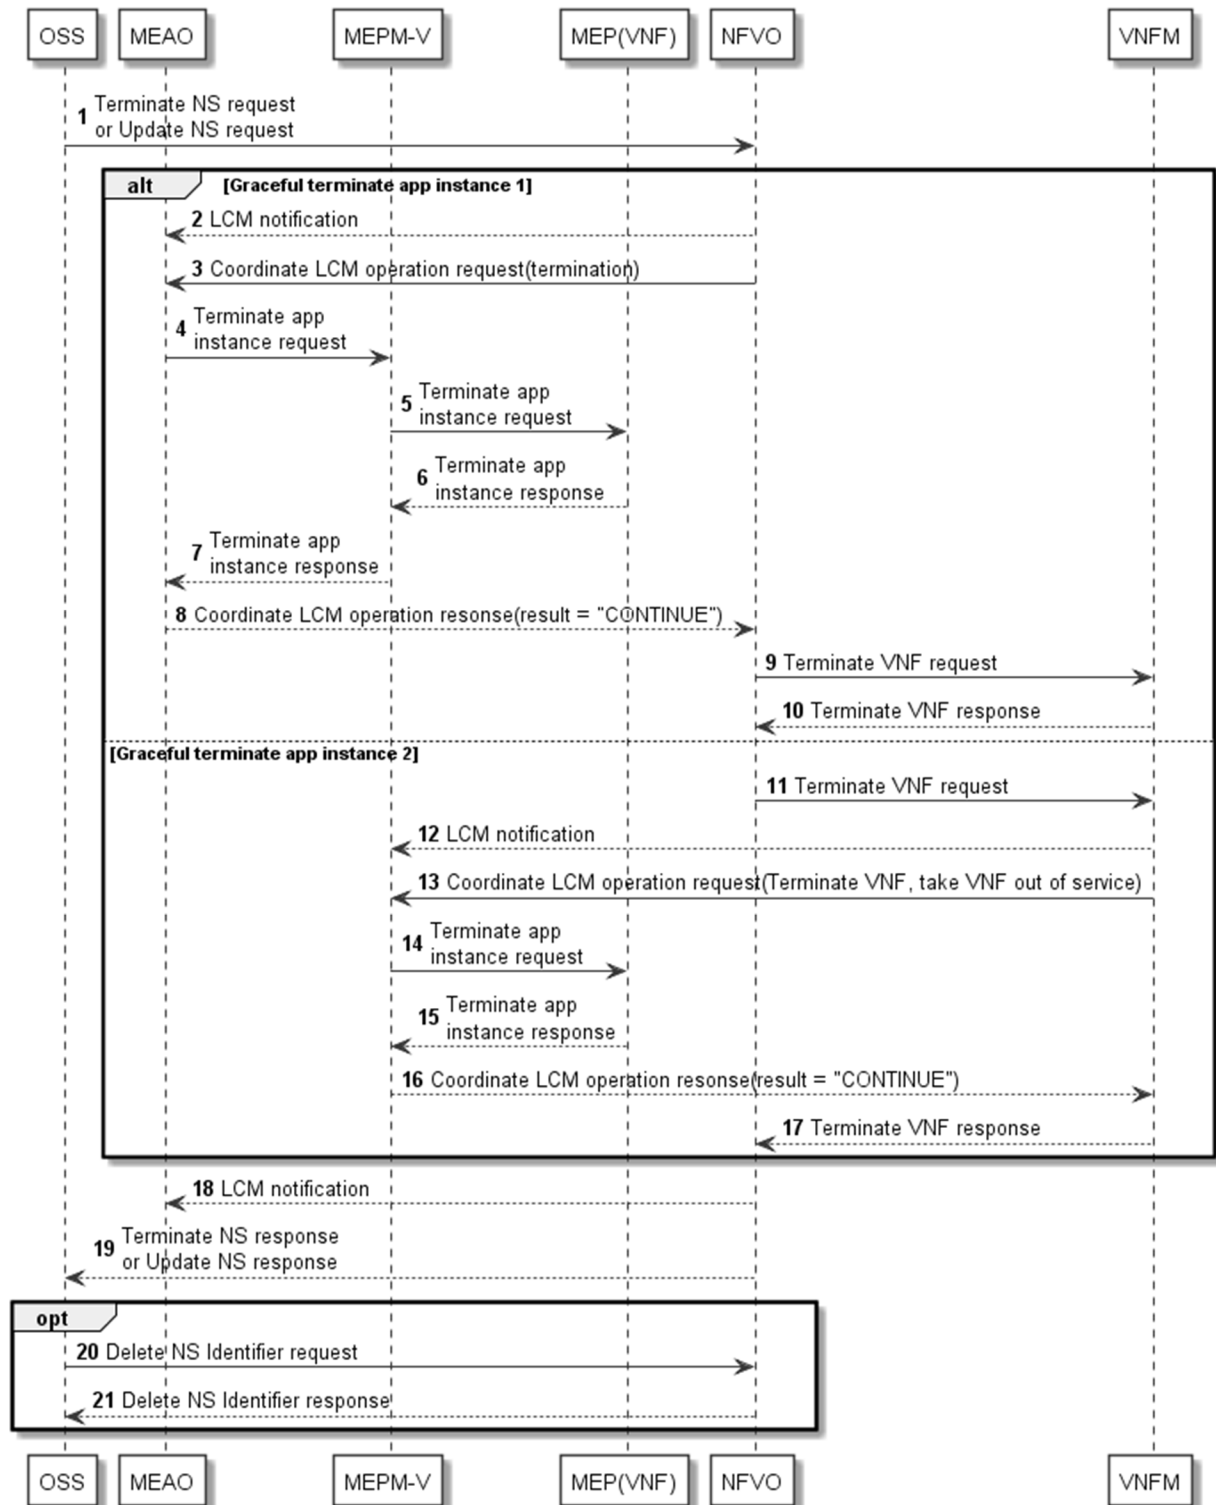 OSS MEAO MEPM-V MEP(VNF) NFVO VNFM
1 Terminate NS request
or Update NS request
alt [Graceful terminate app instance 1]
2 LCM notification
3 Coordinate LCM operation request(termination)
4 Terminate app
instance request
5 Terminate app
instance request
6 Terminate app
instance response
7 Terminate app
instance response
8 Coordinate LCM operation resonse(result = "CONTINUE")
9 Terminate VNF request
10 Terminate VNF response
[Graceful terminate app instance 2]
11 Terminate VNF request
12 LCM notification
13 Coordinate LCM operation request(Terminate VNF, take VNF out of service)
14 Terminate app
instance request
15 Terminate app
instance response
16 Coordinate LCM operation resonse(result = "CONTINUE")
17 Terminate VNF response
18 LCM notification
19 Terminate NS response
or Update NS response
opt
20 Delete NS Identifier request
21 Delete NS Identifier response
OSS MEAO MEPM-V MEP(VNF) NFVO VNFM